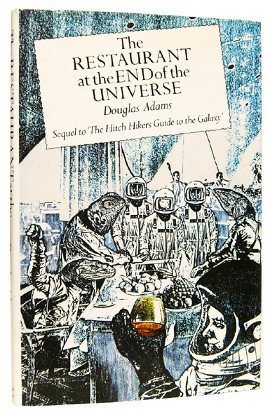 The
RESTAURANT
at the END of the
UNIVERSE
Douglas Adams
Sequel to 'The Hitch Hikers Guide to the Galaxy'